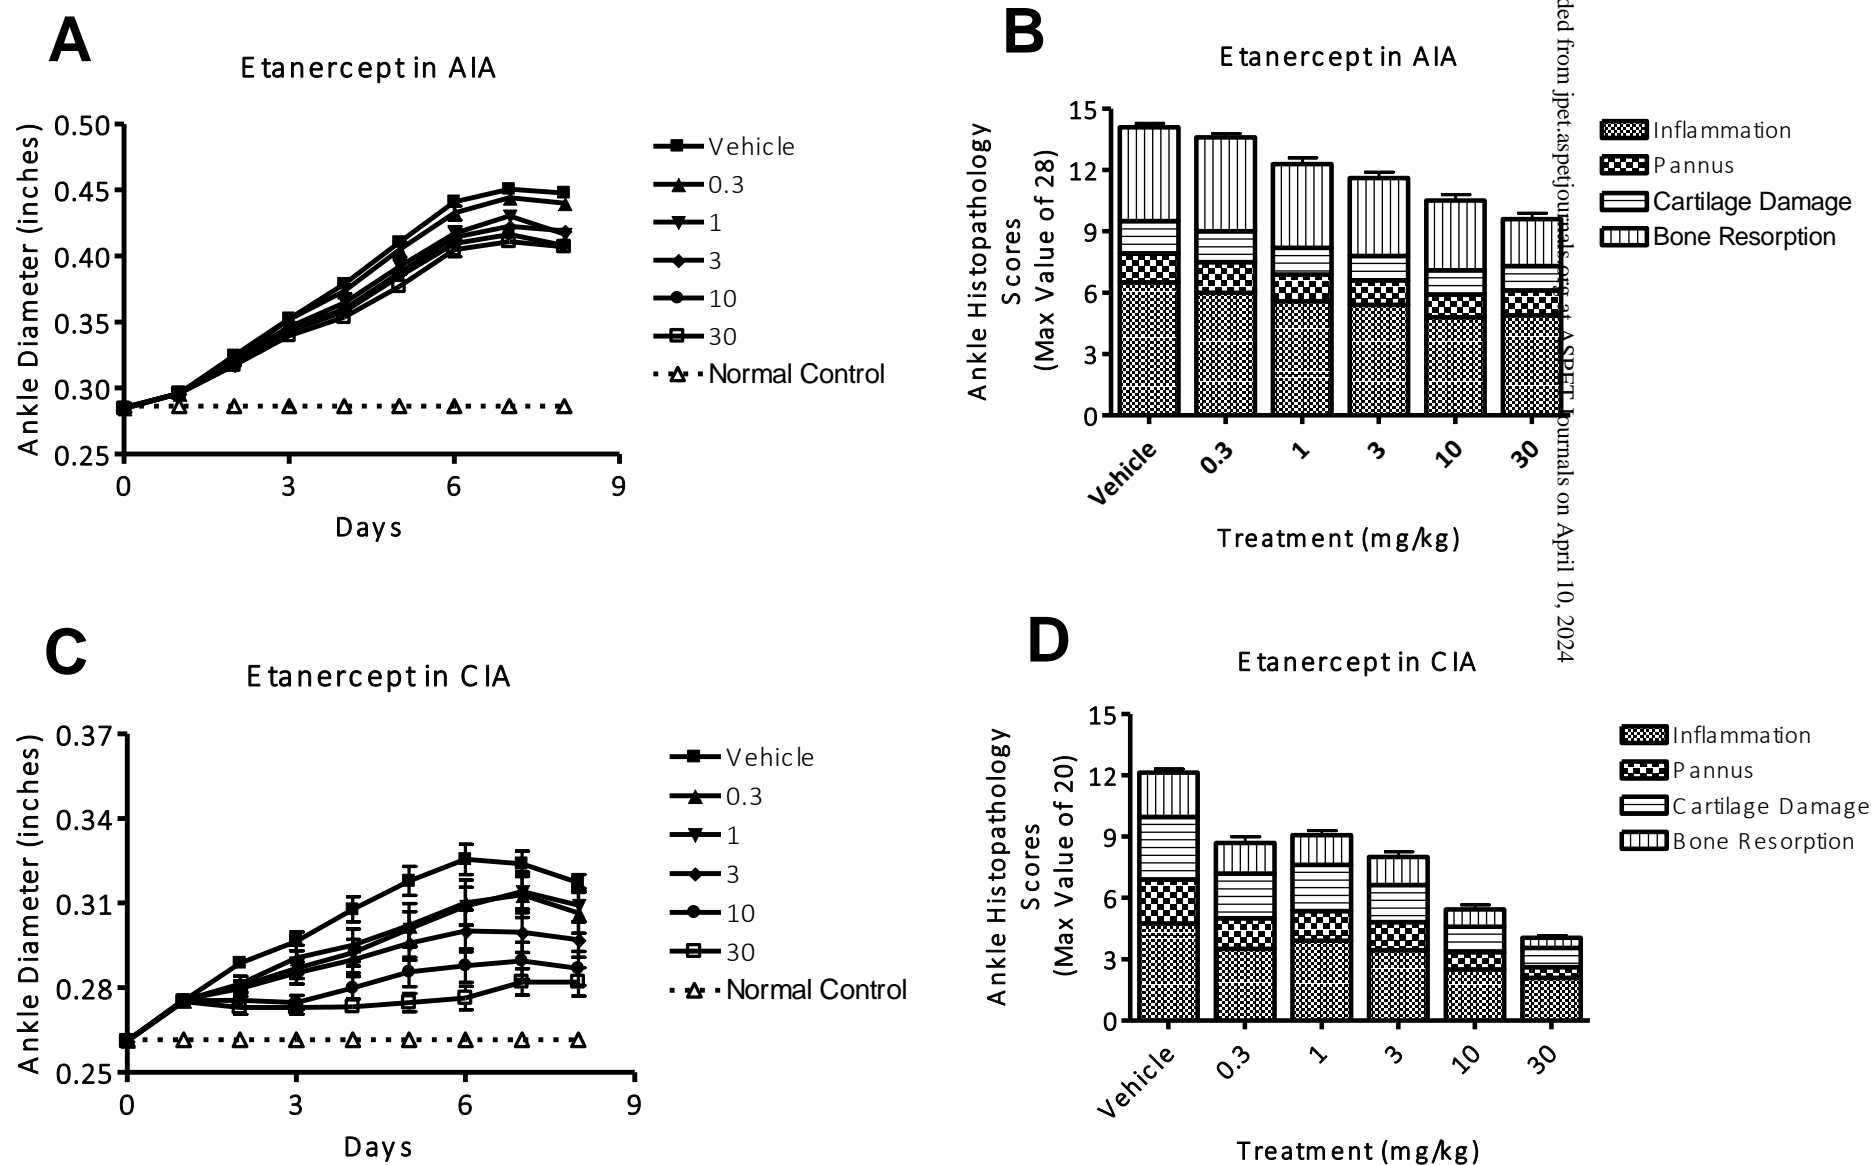 A
Etanercept in AIA
Ankle Diameter (inches)
0.50
0.45
0.40
0.35
0.30
0.25
0
3
6
9
Days
Vehicle
0.3
1
3
10
30
Normal Control
B
Etanercept in AIA
Ankle Histopathology
Scores
(Max Value of 28)
15
12
9
6
3
0
Vehicle
0.3
1
3
10
30
Treatment (mg/kg)
Inflammation
Pannus
Cartilage Damage
Bone Resorption
ded from jpet.aspetjournals.org at ASPET Journals on April 10, 2024
C
Etanercept in CIA
Ankle Diameter (inches)
0.37
0.34
0.31
0.28
0.25
0
3
6
9
Days
Vehicle
0.3
1
3
10
30
Normal Control
D
Etanercept in CIA
Ankle Histopathology
Scores
(Max Value of 20)
15
12
9
6
3
0
Vehicle
0.3
1
3
10
30
Treatment (mg/kg)
Inflammation
Pannus
Cartilage Damage
Bone Resorption